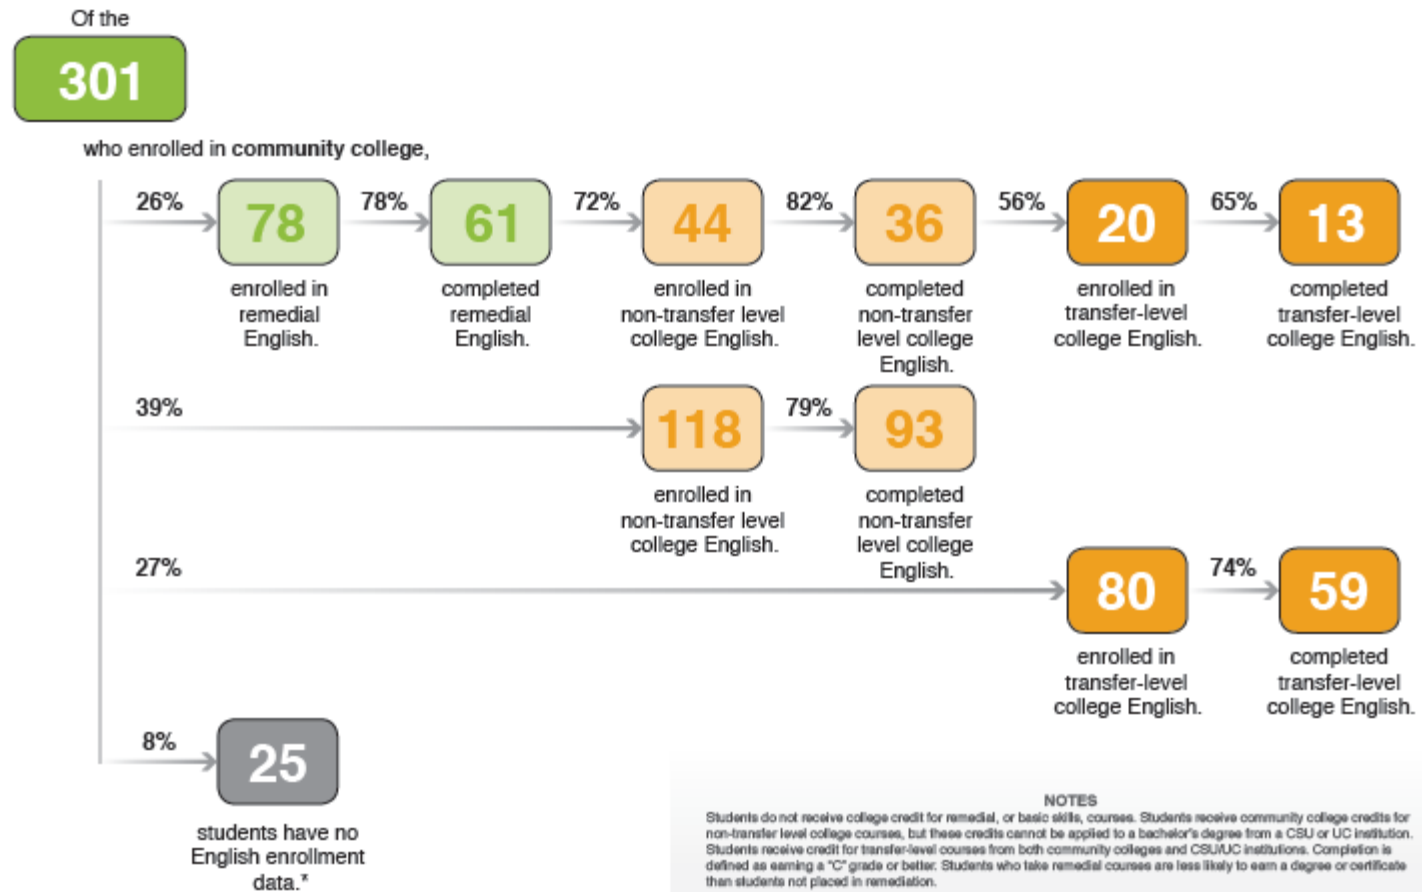 Of the
301
who enrolled in community college,
26%
78
78%
61
72%
44
82%
36
56%
20
65%
13
enrolled in
remedial
English.
completed
remedial
English.
enrolled in
non-transfer level
college English.
completed
non-transfer
level college
English.
enrolled in
transfer-level
college English.
completed
transfer-level
college English.
39%
118
79%
93
enrolled in
non-transfer level
college English.
completed
non-transfer
level college
English.
27%
80
74%
59
enrolled in
transfer-level
college English.
completed
transfer-level
college English.
8%
25
students have no
English enrollment
data.*
NOTES
Students do not receive college credit for remedial, or basic skills, courses. Students receive community college credits for
non-transfer level college courses, but these credits cannot be applied to a bachelor's degree from a CSU or UC institution.
Students receive credit for transfer-level courses from both community colleges and CSU/UC institutions. Completion is
defined as earning a "C" grade or better. Students who take remedial courses are less likely to earn a degree or certificate
than students not placed in remediation.